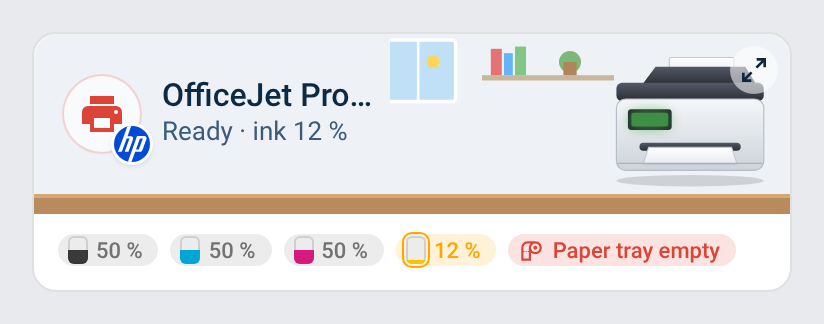 OfficeJet Pro...
hp
Ready · ink 12 %
50 %
50 %
50 %
12 %
Paper tray empty